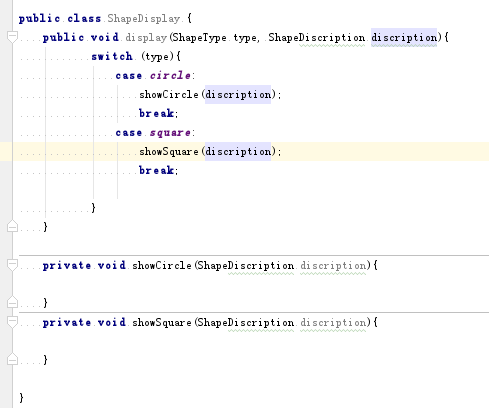 public class ShapeDisplay {
public void display(ShapeType type, ShapeDiscription discription){
switch (type){
case circle:
showCircle(discription);
break;
case square:
showSquare(discription);
break;
}
}
private void showCircle(ShapeDiscription discription){
}
private void showSquare(ShapeDiscription discription){
}
}